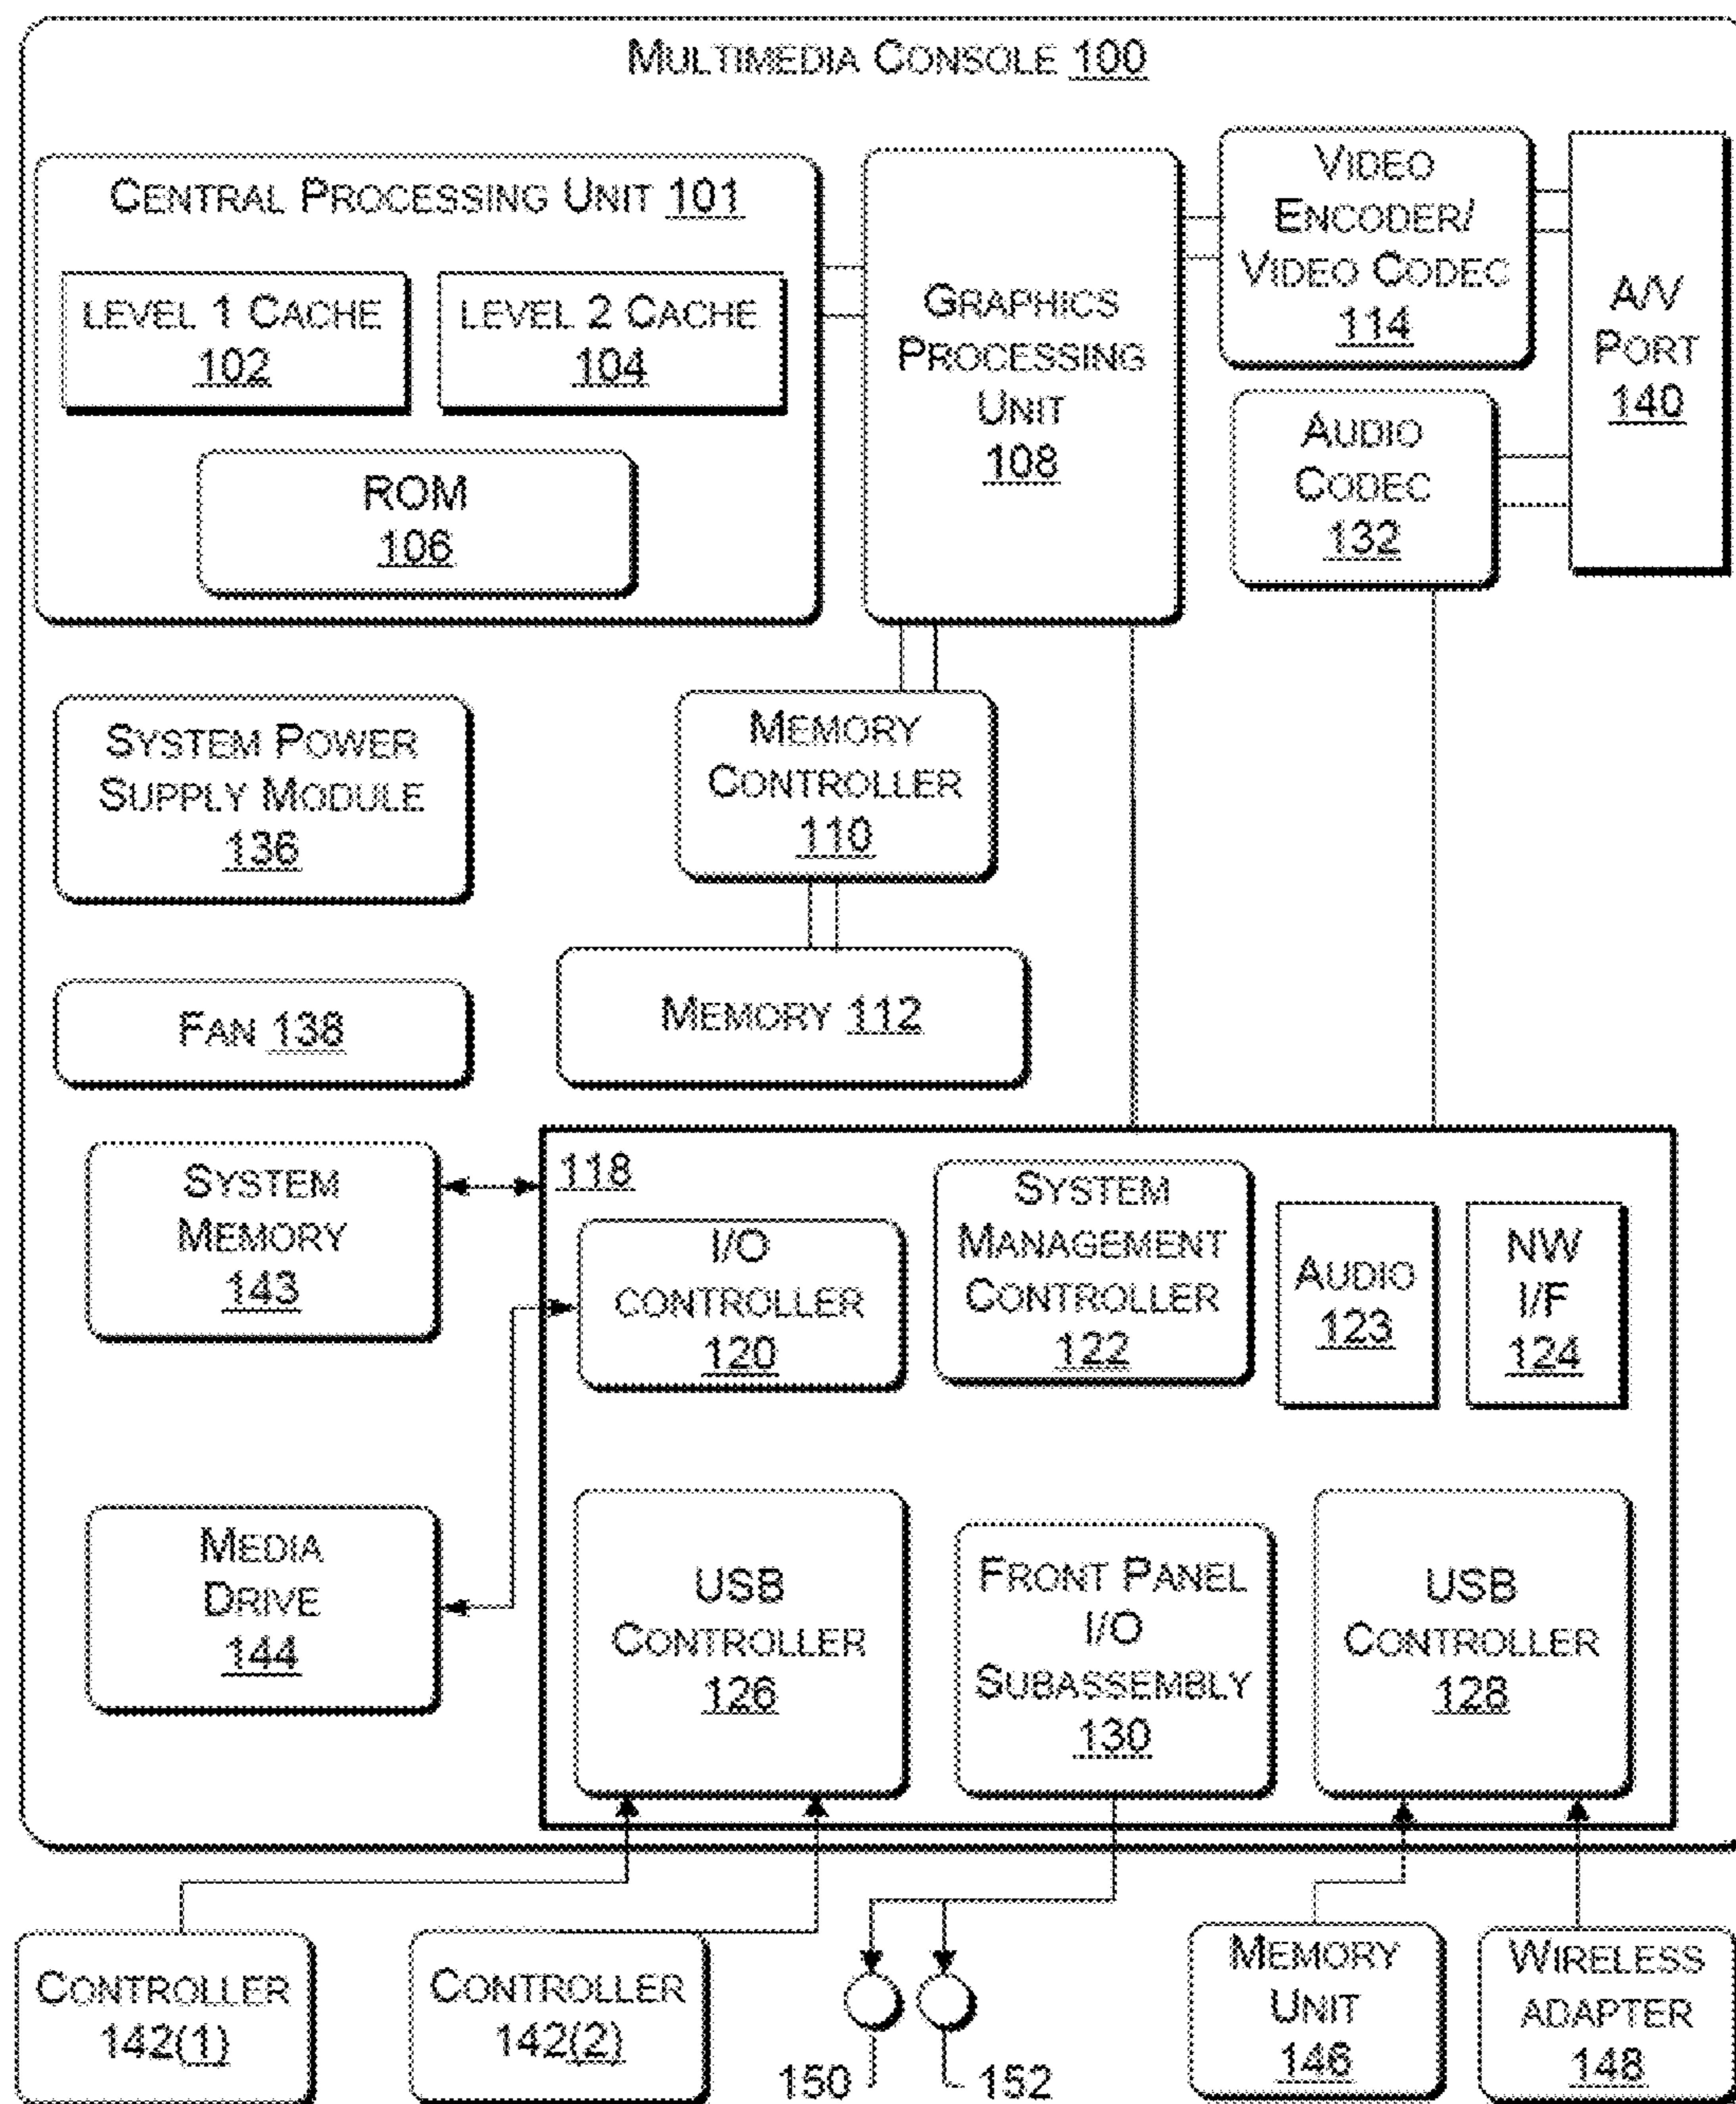 MULTIMEDIA CONSOLE 100
CENTRAL PROCESSING UNIT 101
LEVEL 1 CACHE
102
LEVEL 2 CACHE
104
ROM
106
GRAPHICS
PROCESSING
UNIT
108
VIDEO
ENCODER/
VIDEO CODEC
114
A/V
PORT
140
AUDIO
CODEC
132
SYSTEM POWER
SUPPLY MODULE
136
MEMORY
CONTROLLER
110
FAN 138
MEMORY 112
SYSTEM
MEMORY
143
118
I/O
CONTROLLER
120
SYSTEM
MANAGEMENT
CONTROLLER
122
AUDIO
123
NW
I/F
124
MEDIA
DRIVE
144
USB
CONTROLLER
126
FRONT PANEL
I/O
SUBASSEMBLY
130
USB
CONTROLLER
128
CONTROLLER
142(1)
CONTROLLER
142(2)
150
152
MEMORY
UNIT
146
WIRELESS
ADAPTER
148